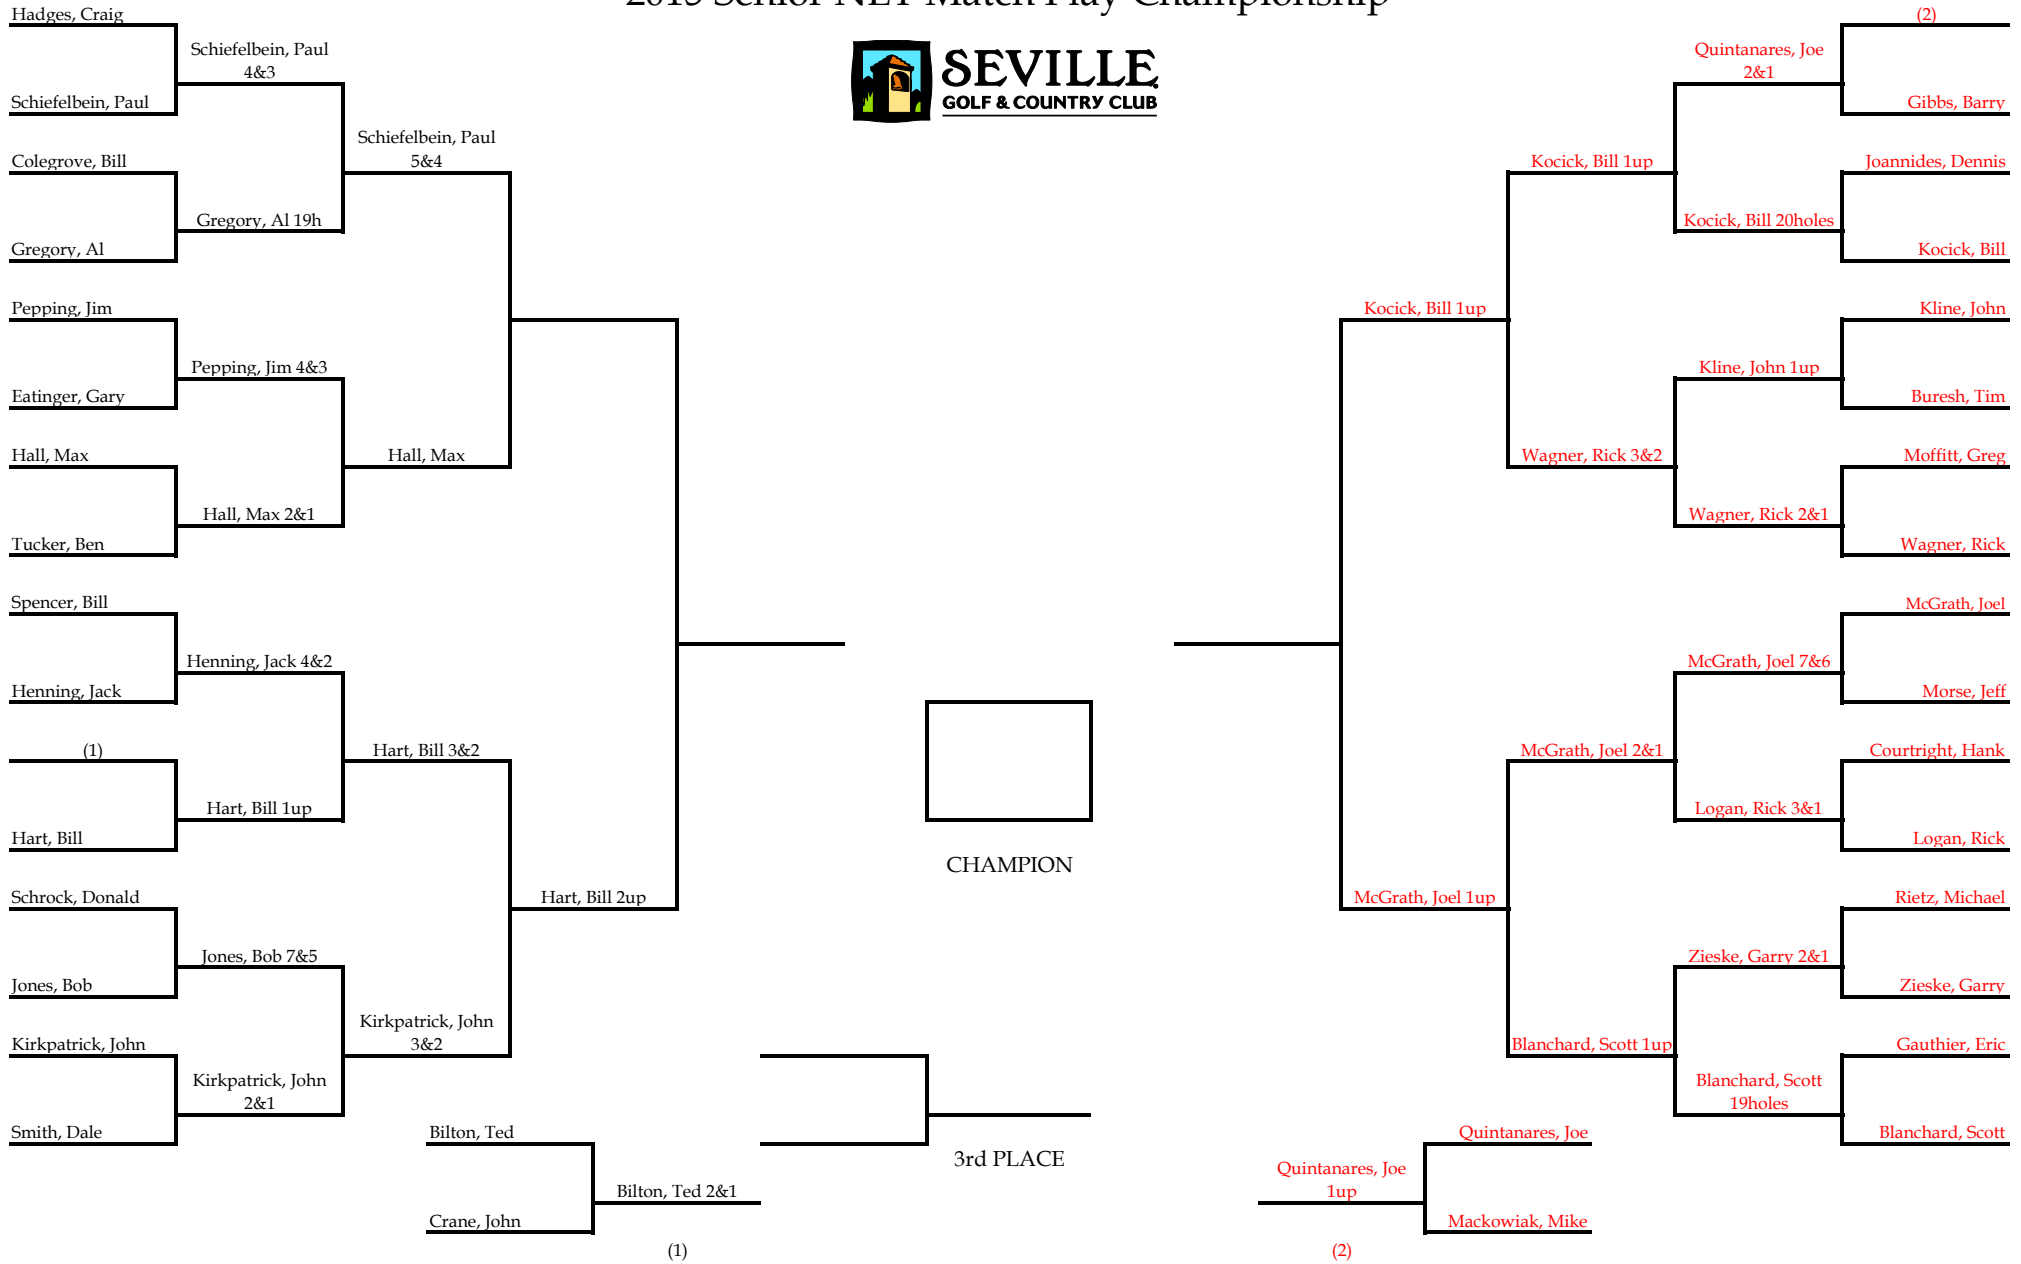 Senior NET Match Play Championship
SEVILLE
GOLF & COUNTRY CLUB
Hadges, Craig
Schiefelbein, Paul
Colegrove, Bill
Gregory, Al
Pepping, Jim
Eatinger, Gary
Hall, Max
Tucker, Ben
Spencer, Bill
Henning, Jack
(1)
Hart, Bill
Schrock, Donald
Jones, Bob
Kirkpatrick, John
Smith, Dale
Schiefelbein, Paul
4&3
Gregory, Al 19h
Pepping, Jim 4&3
Hall, Max 2&1
Henning, Jack 4&2
Hart, Bill 1up
Jones, Bob 7&5
Kirkpatrick, John
2&1
Schiefelbein, Paul
5&4
Hall, Max
Hart, Bill 3&2
Kirkpatrick, John
3&2
Hart, Bill 2up
Bilton, Ted
Crane, John
Bilton, Ted 2&1
(1)
CHAMPION
3rd PLACE
Kocick, Bill 1up
McGrath, Joel 1up
Kocick, Bill 1up
Wagner, Rick 3&2
McGrath, Joel 2&1
Blanchard, Scott 1up
Quintanares, Joe
2&1
Kocick, Bill 20holes
Kline, John 1up
Wagner, Rick 2&1
McGrath, Joel 7&6
Logan, Rick 3&1
Zieske, Garry 2&1
Blanchard, Scott
19holes
(2)
Gibbs, Barry
Joannides, Dennis
Kocick, Bill
Kline, John
Buresh, Tim
Moffitt, Greg
Wagner, Rick
McGrath, Joel
Morse, Jeff
Courtright, Hank
Logan, Rick
Rietz, Michael
Zieske, Garry
Gauthier, Eric
Blanchard, Scott
Quintanares, Joe
Mackowiak, Mike
Quintanares, Joe
1up
(2)